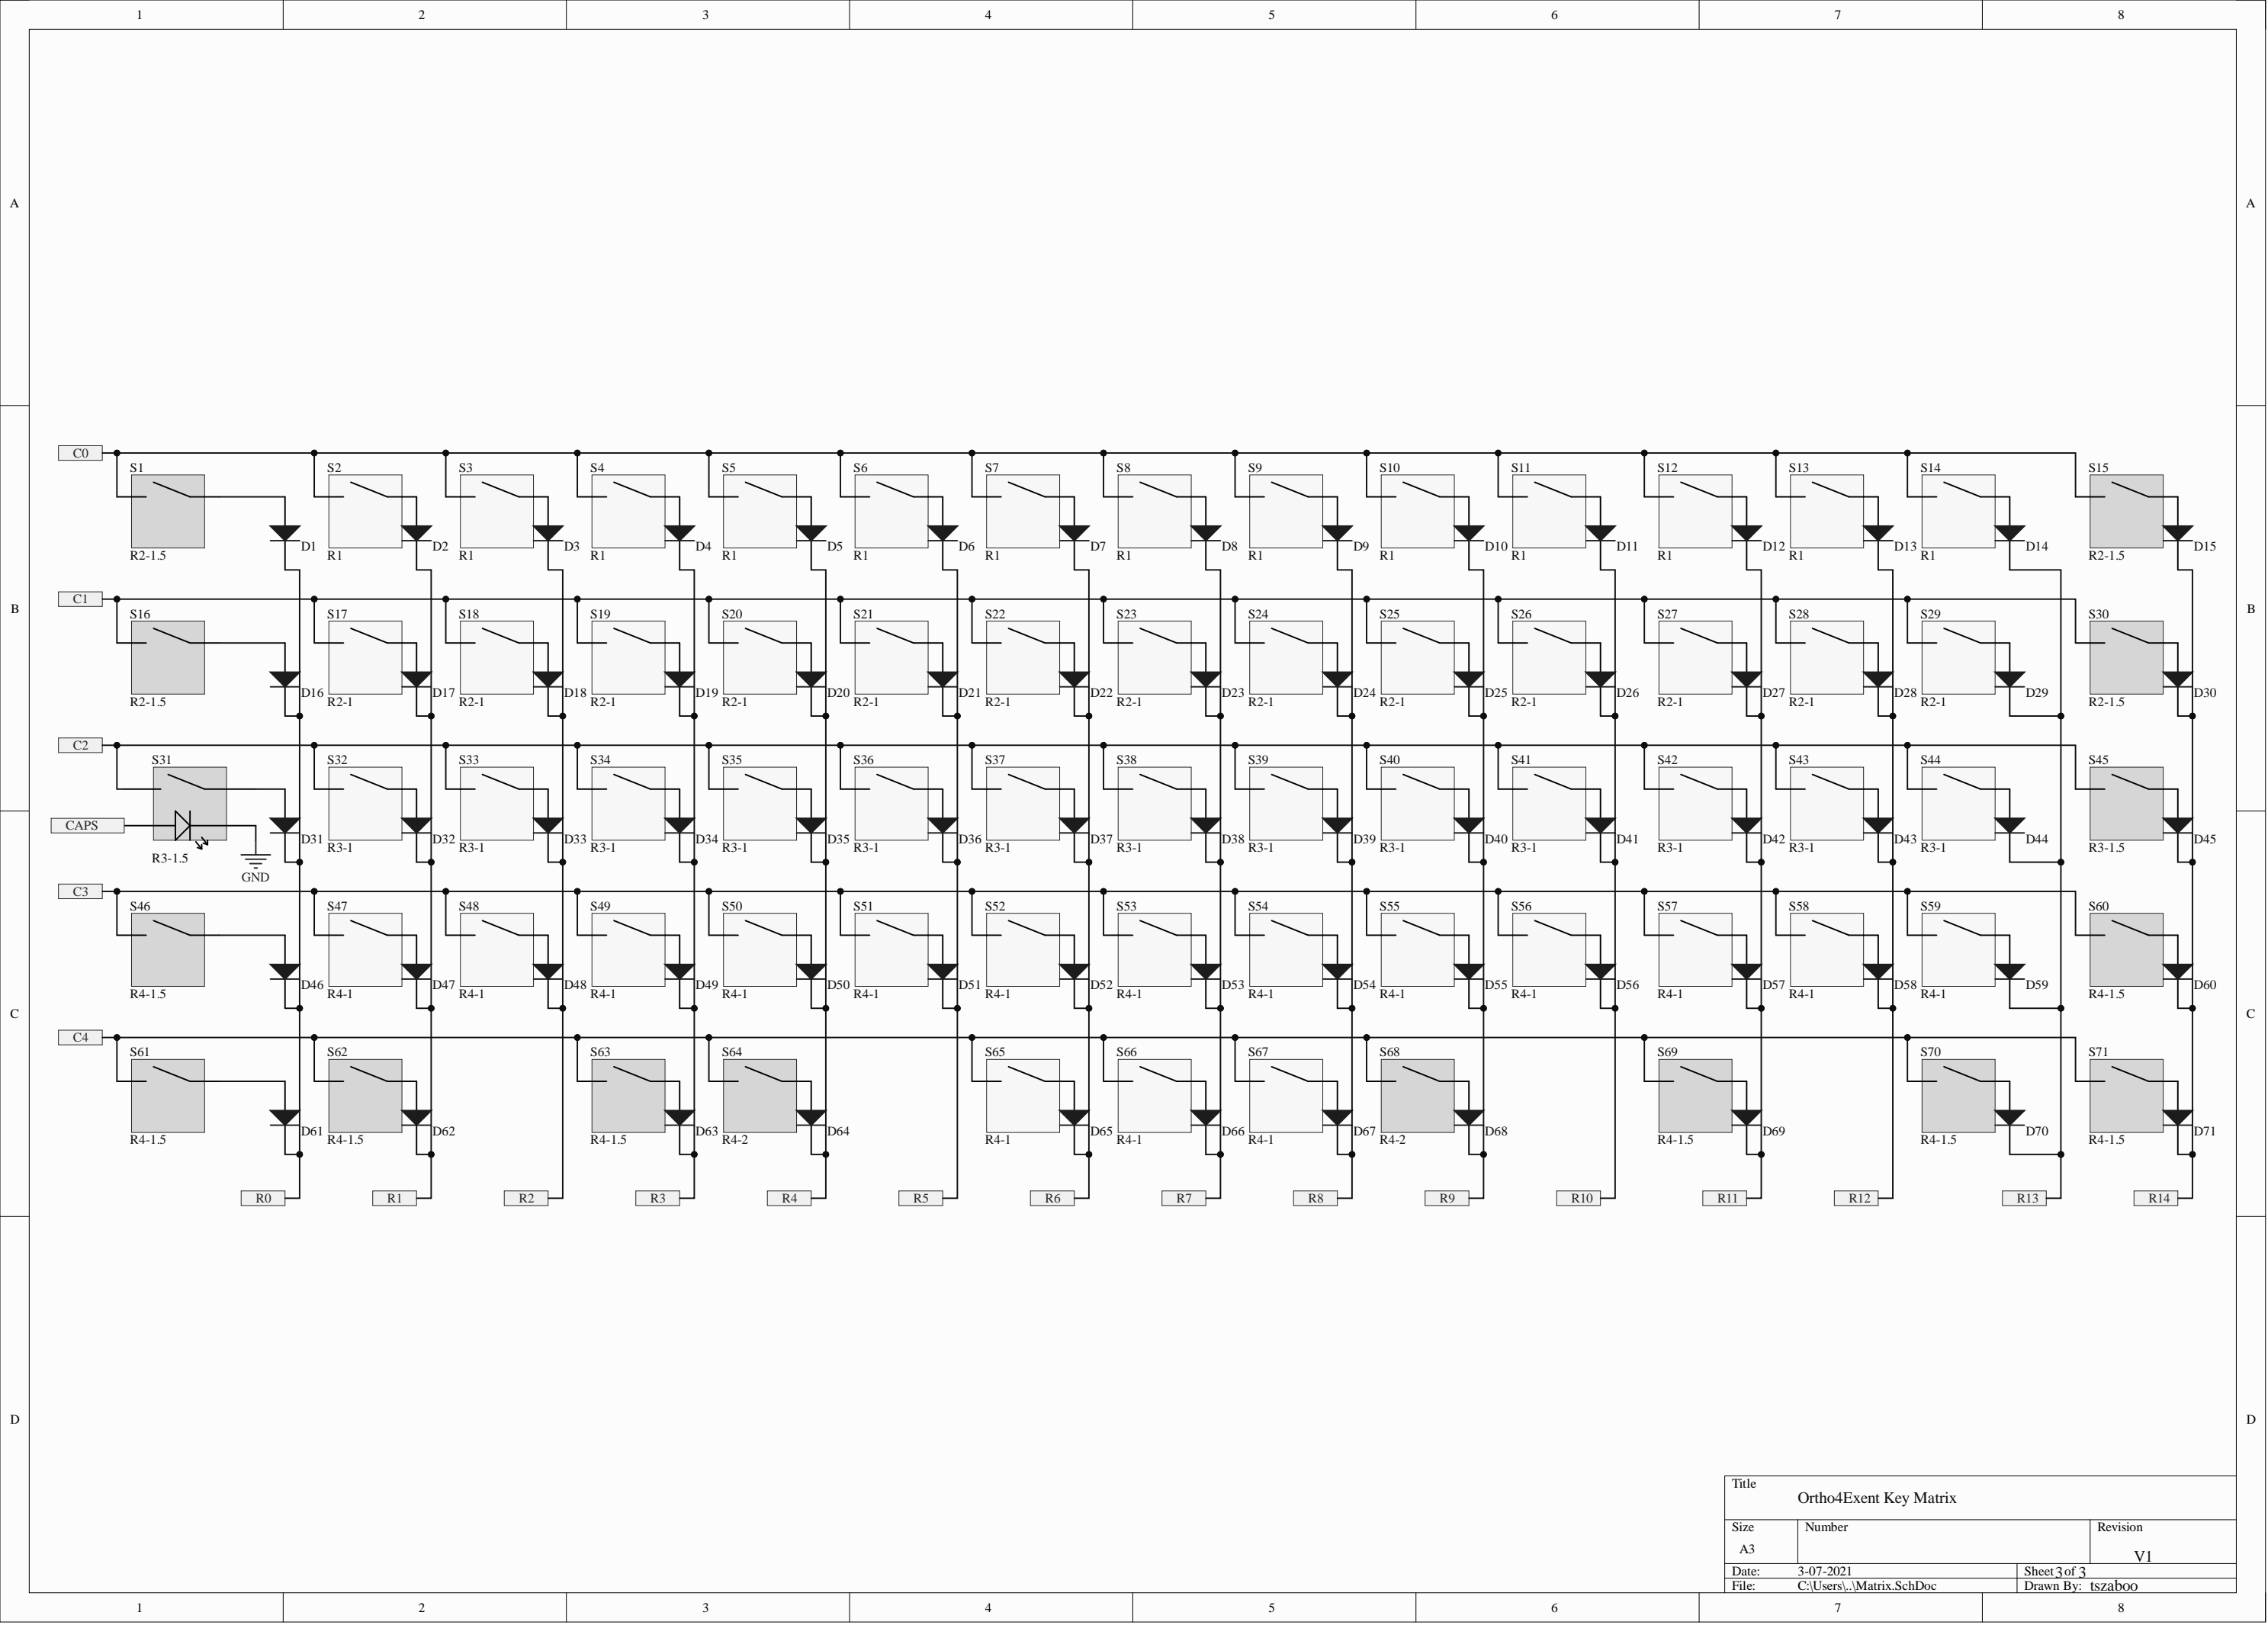 1 2 3 4 5 6 7 8
A A
C0
S1 S2 S3 S4 S5 S6 S7 S8 S9 S10 S11 S12 S13 S14 S15
D1 D2 D3 D4 D5 D6 D7 D8 D9 D10 D11 D12 D13 D14 D15
R2-1.5 R1 R1 R1 R1 R1 R1 R1 R1 R1 R1 R1 R1 R1 R2-1.5
C1
B B
S16 S17 S18 S19 S20 S21 S22 S23 S24 S25 S26 S27 S28 S29 S30
D16 D17 D18 D19 D20 D21 D22 D23 D24 D25 D26 D27 D28 D29 D30
R2-1.5 R2-1 R2-1 R2-1 R2-1 R2-1 R2-1 R2-1 R2-1 R2-1 R2-1 R2-1 R2-1 R2-1 R2-1.5
C2
S31 S32 S33 S34 S35 S36 S37 S38 S39 S40 S41 S42 S43 S44 S45
CAPS
D31 D32 D33 D34 D35 D36 D37 D38 D39 D40 D41 D42 D43 D44 D45
R3-1.5 R3-1 R3-1 R3-1 R3-1 R3-1 R3-1 R3-1 R3-1 R3-1 R3-1 R3-1 R3-1 R3-1 R3-1.5
GND
C3
S46 S47 S48 S49 S50 S51 S52 S53 S54 S55 S56 S57 S58 S59 S60
D46 D47 D48 D49 D50 D51 D52 D53 D54 D55 D56 D57 D58 D59 D60
R4-1.5 R4-1 R4-1 R4-1 R4-1 R4-1 R4-1 R4-1 R4-1 R4-1 R4-1 R4-1 R4-1 R4-1 R4-1.5
C C
C4
S61 S62 S63 S64 S65 S66 S67 S68 S69 S70 S71
D61 D62 D63 D64 D65 D66 D67 D68 D69 D70 D71
R4-1.5 R4-1.5 R4-1.5 R4-2 R4-1 R4-1 R4-1 R4-2 R4-1.5 R4-1.5 R4-1.5
R0 R1 R2 R3 R4 R5 R6 R7 R8 R9 R10 R11 R12 R13 R14
D D
Title
Ortho4Exent Key Matrix
Size Number Revision
A3 V1
Date: 3-07-2021 Sheet 3 of 3
File: C:\Users\..\Matrix.SchDoc Drawn By: tszaboo
1 2 3 4 5 6 7 8